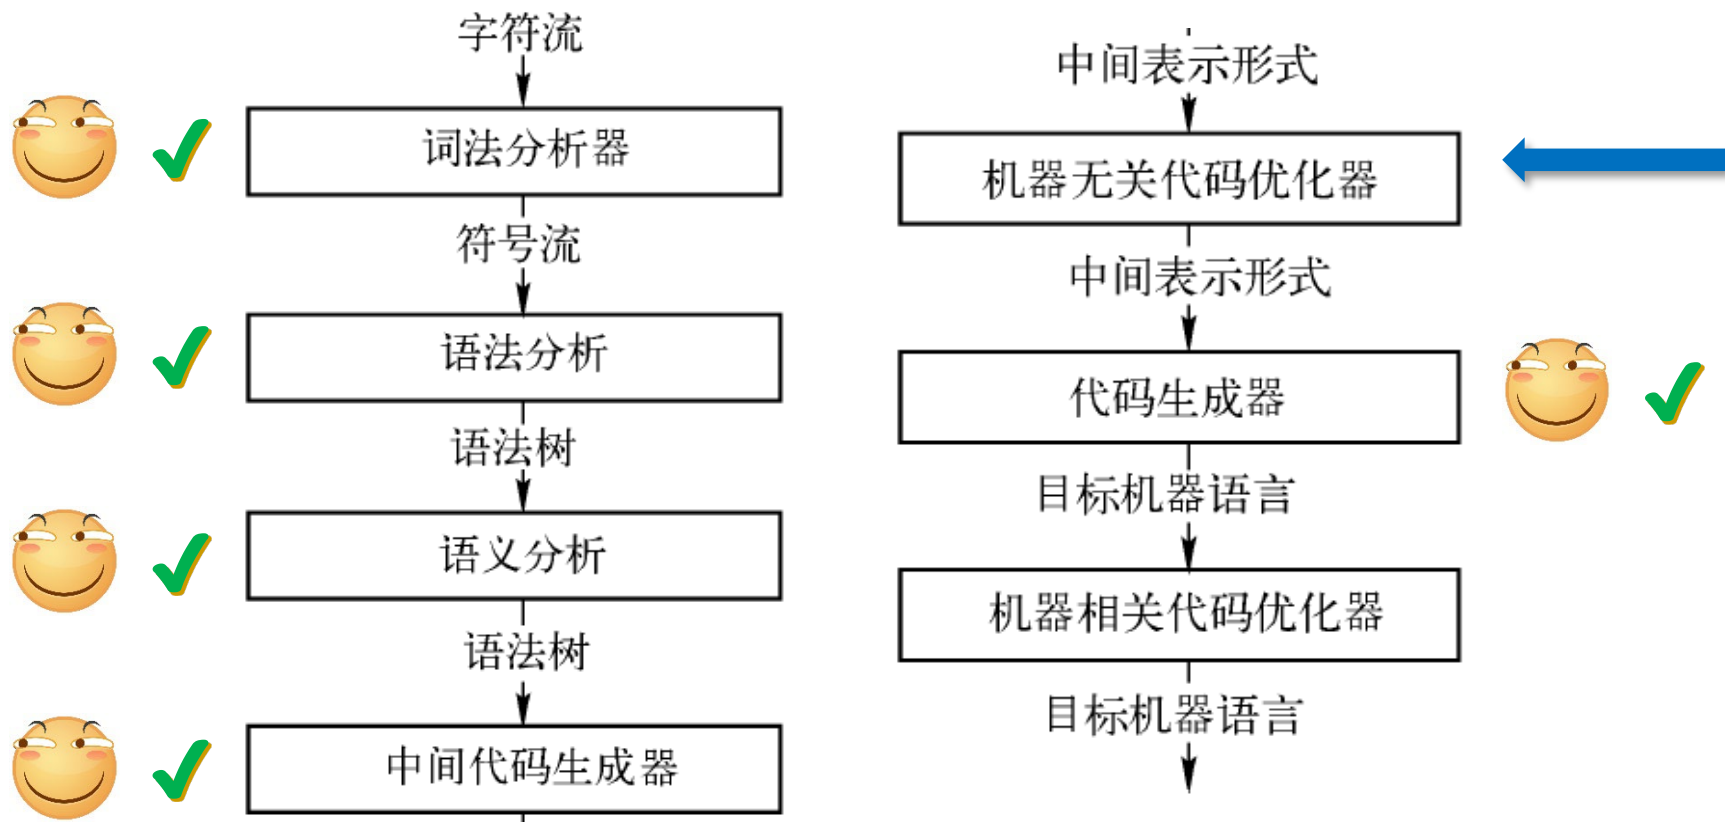 字符流
词法分析器
符号流
语法分析
语法树
语义分析
语法树
中间代码生成器
中间表示形式
机器无关代码优化器
中间表示形式
代码生成器
目标机器语言
机器相关代码优化器
目标机器语言